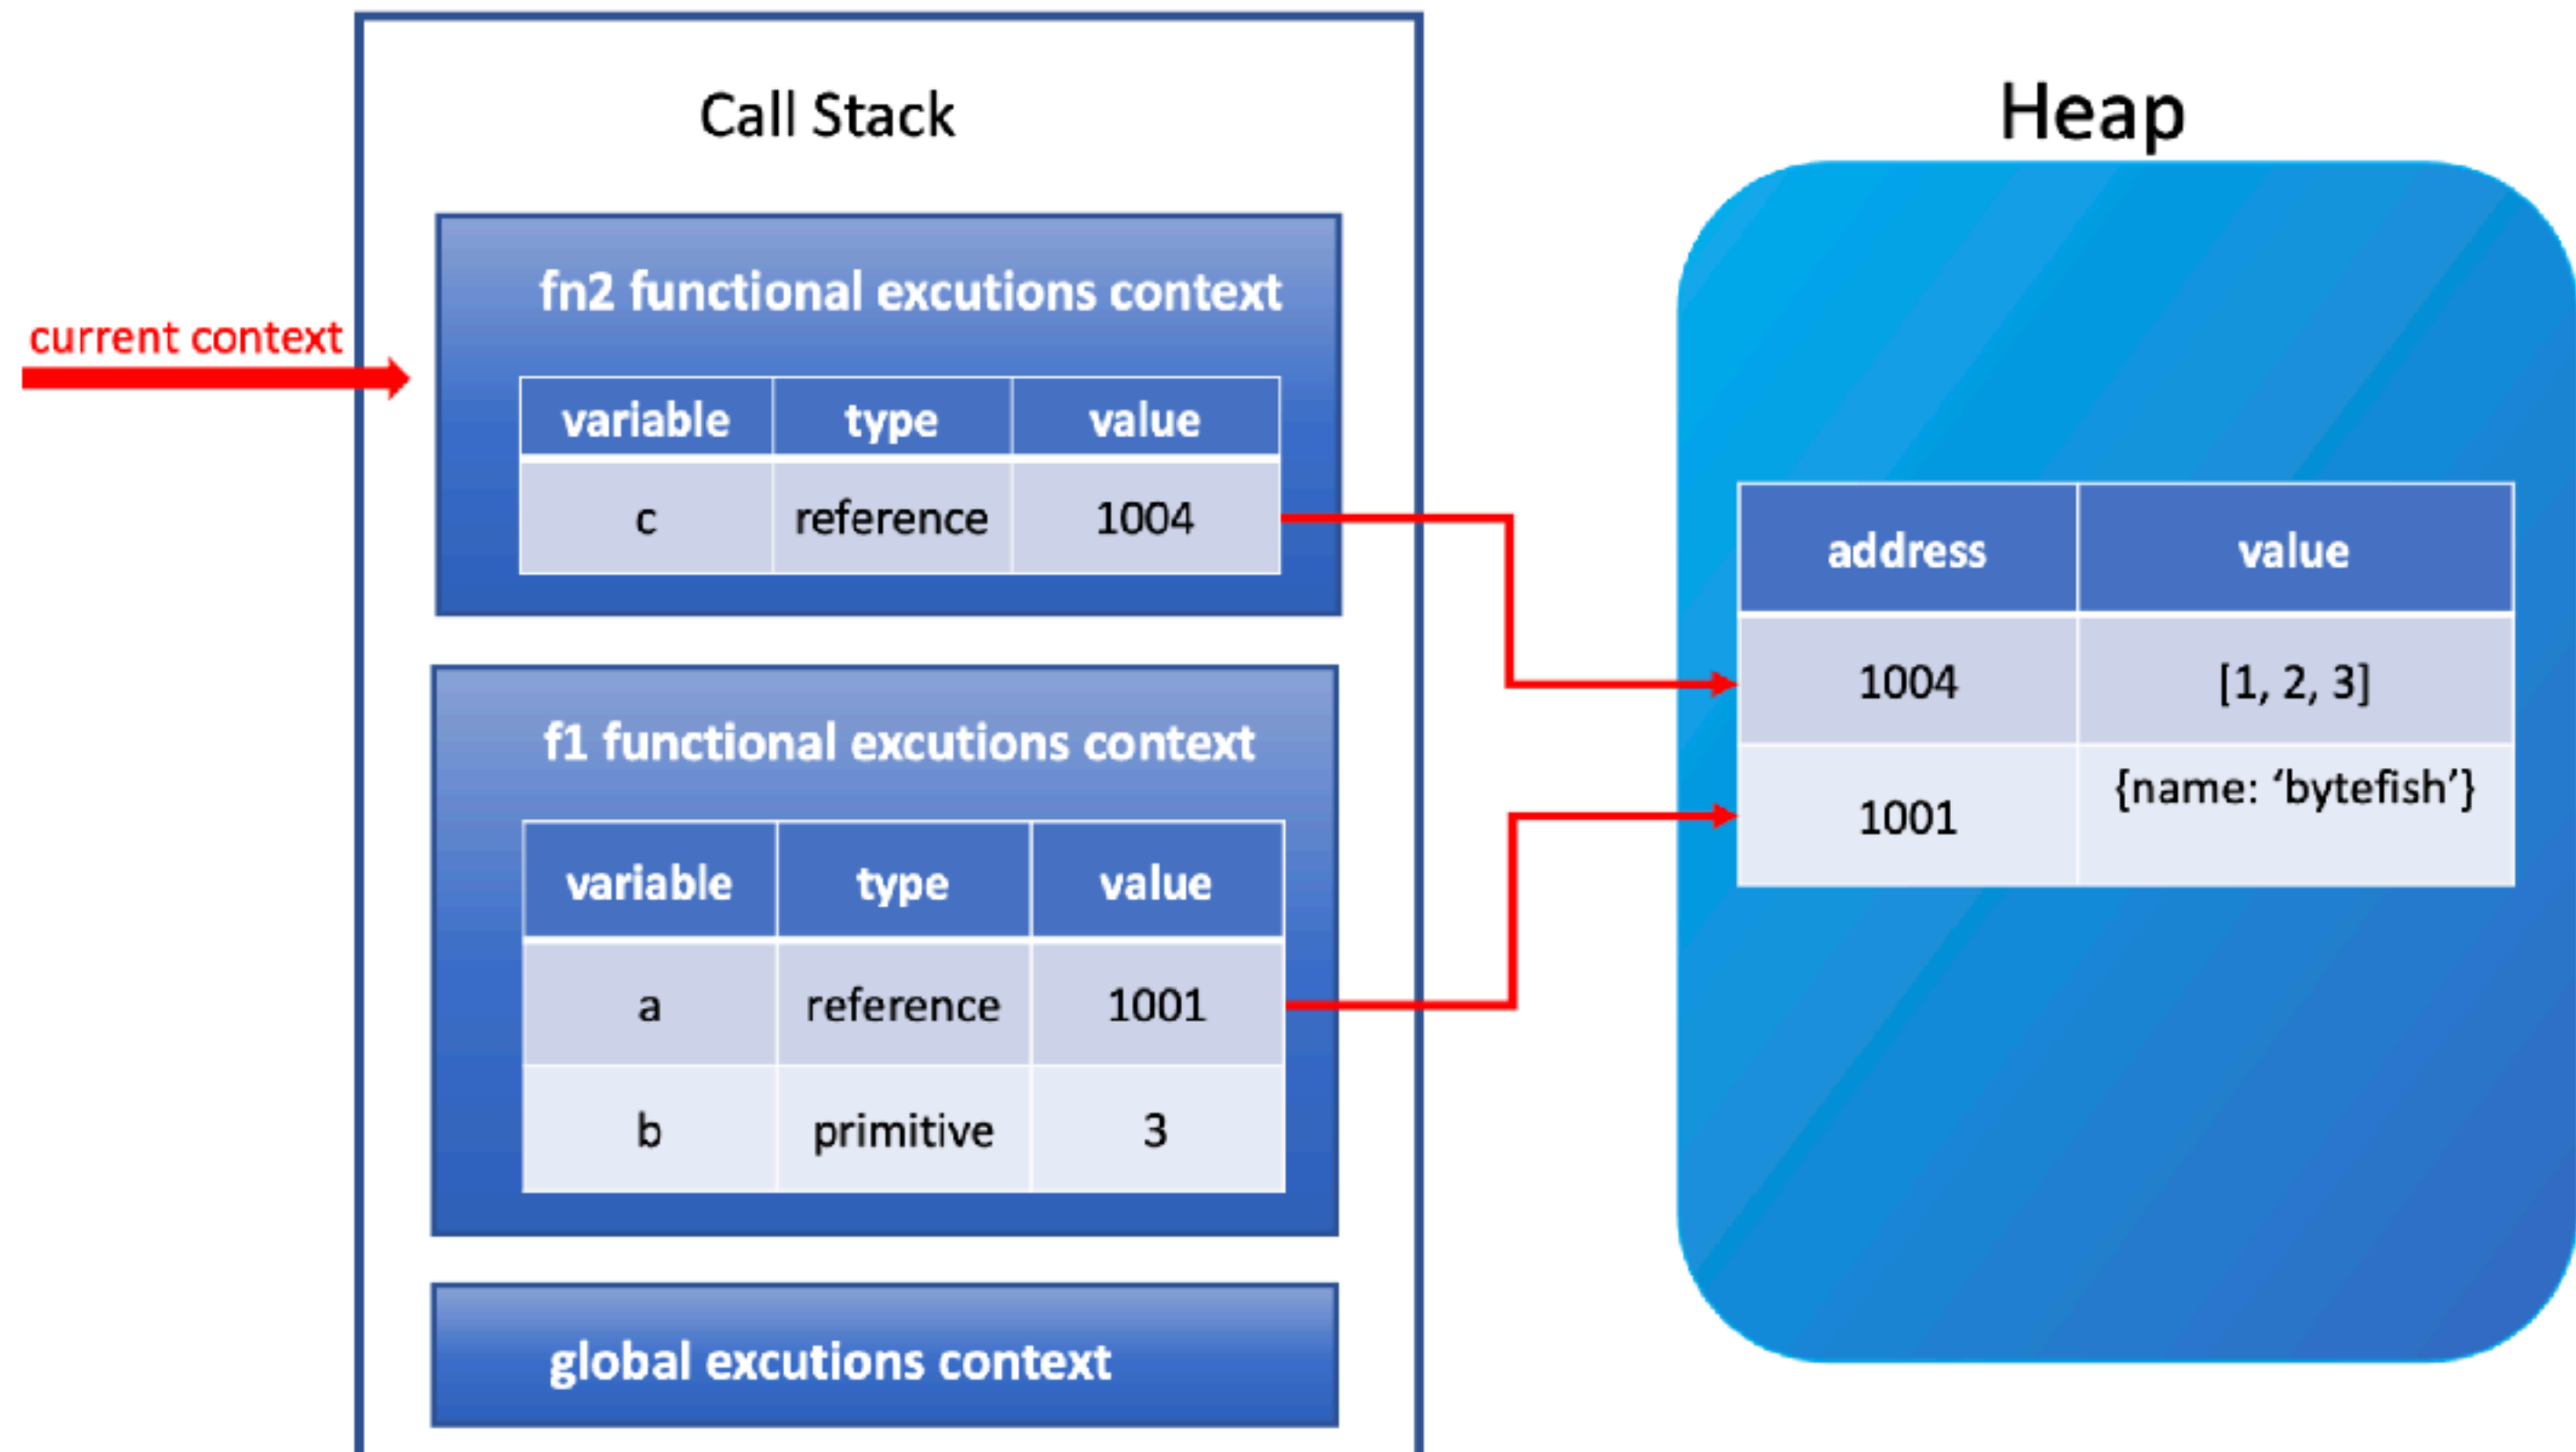 Call Stack
Heap
current context
fn2 functional excutions context
variable type value
c reference 1004
f1 functional excutions context
variable type value
a reference 1001
b primitive 3
global excutions context
address value
1004 [1, 2, 3]
1001 {name: ‘bytefish’}